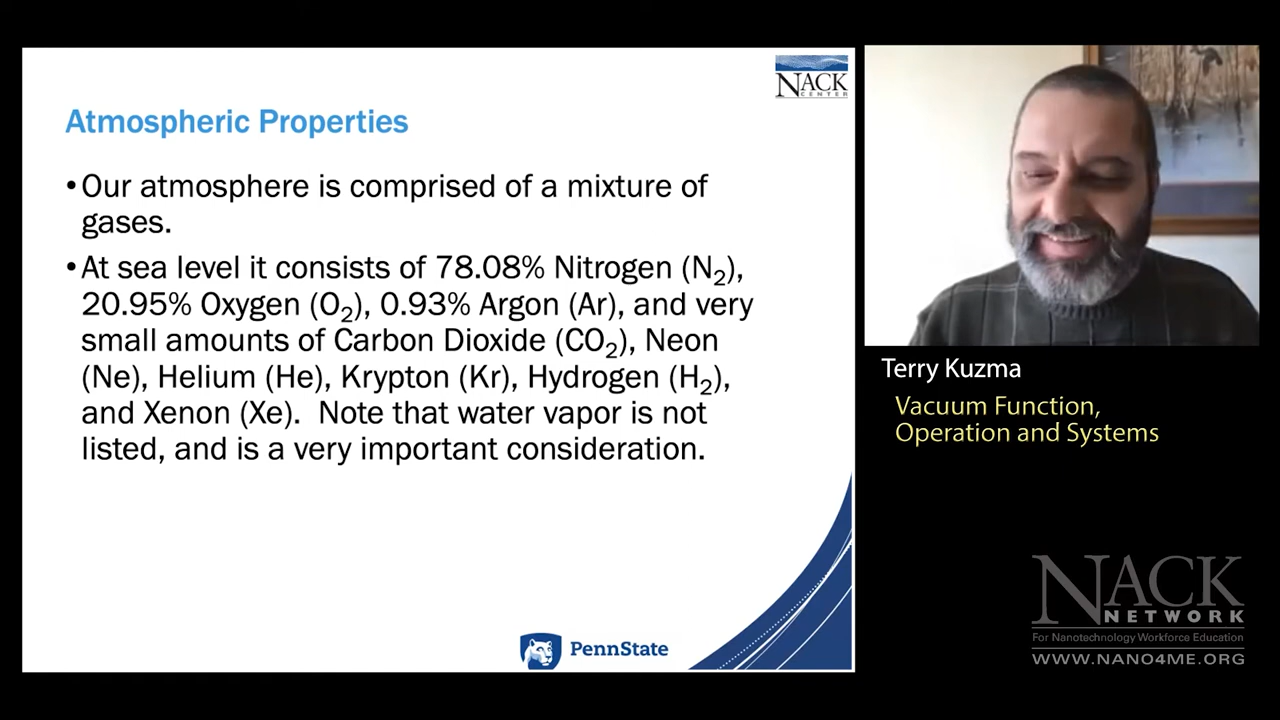 NACK
CENTER
Atmospheric Properties
•Our atmosphere is comprised of a mixture of
gases.
•At sea level it consists of 78.08% Nitrogen (N₂),
20.95% Oxygen (O₂), 0.93% Argon (Ar), and very
small amounts of Carbon Dioxide (CO₂), Neon
(Ne), Helium (He), Krypton (Kr), Hydrogen (H₂),
and Xenon (Xe). Note that water vapor is not
listed, and is a very important consideration.
PennState
Terry Kuzma
Vacuum Function,
Operation and Systems
NACK
NETWORK
For Nanotechnology Workforce Education
WWW.NANO4ME.ORG